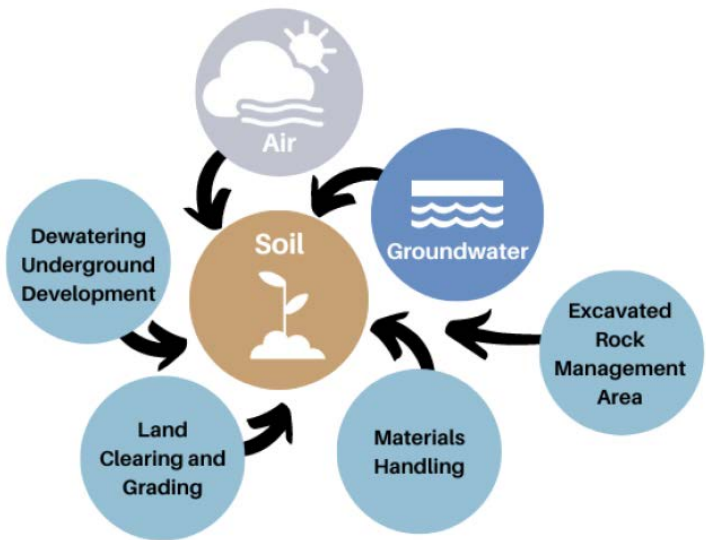 Air
Groundwater
Soil
Dewatering
Underground
Development
Excavated
Rock
Management
Area
Land
Clearing and
Grading
Materials
Handling